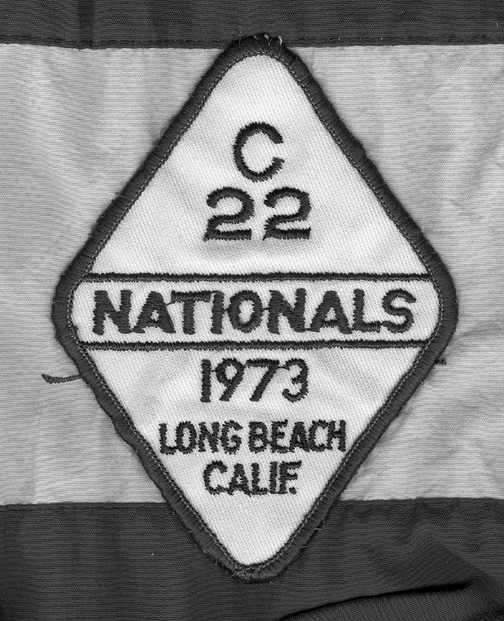 C
22
NATIONALS
1973
LONG BEACH
CALIF.